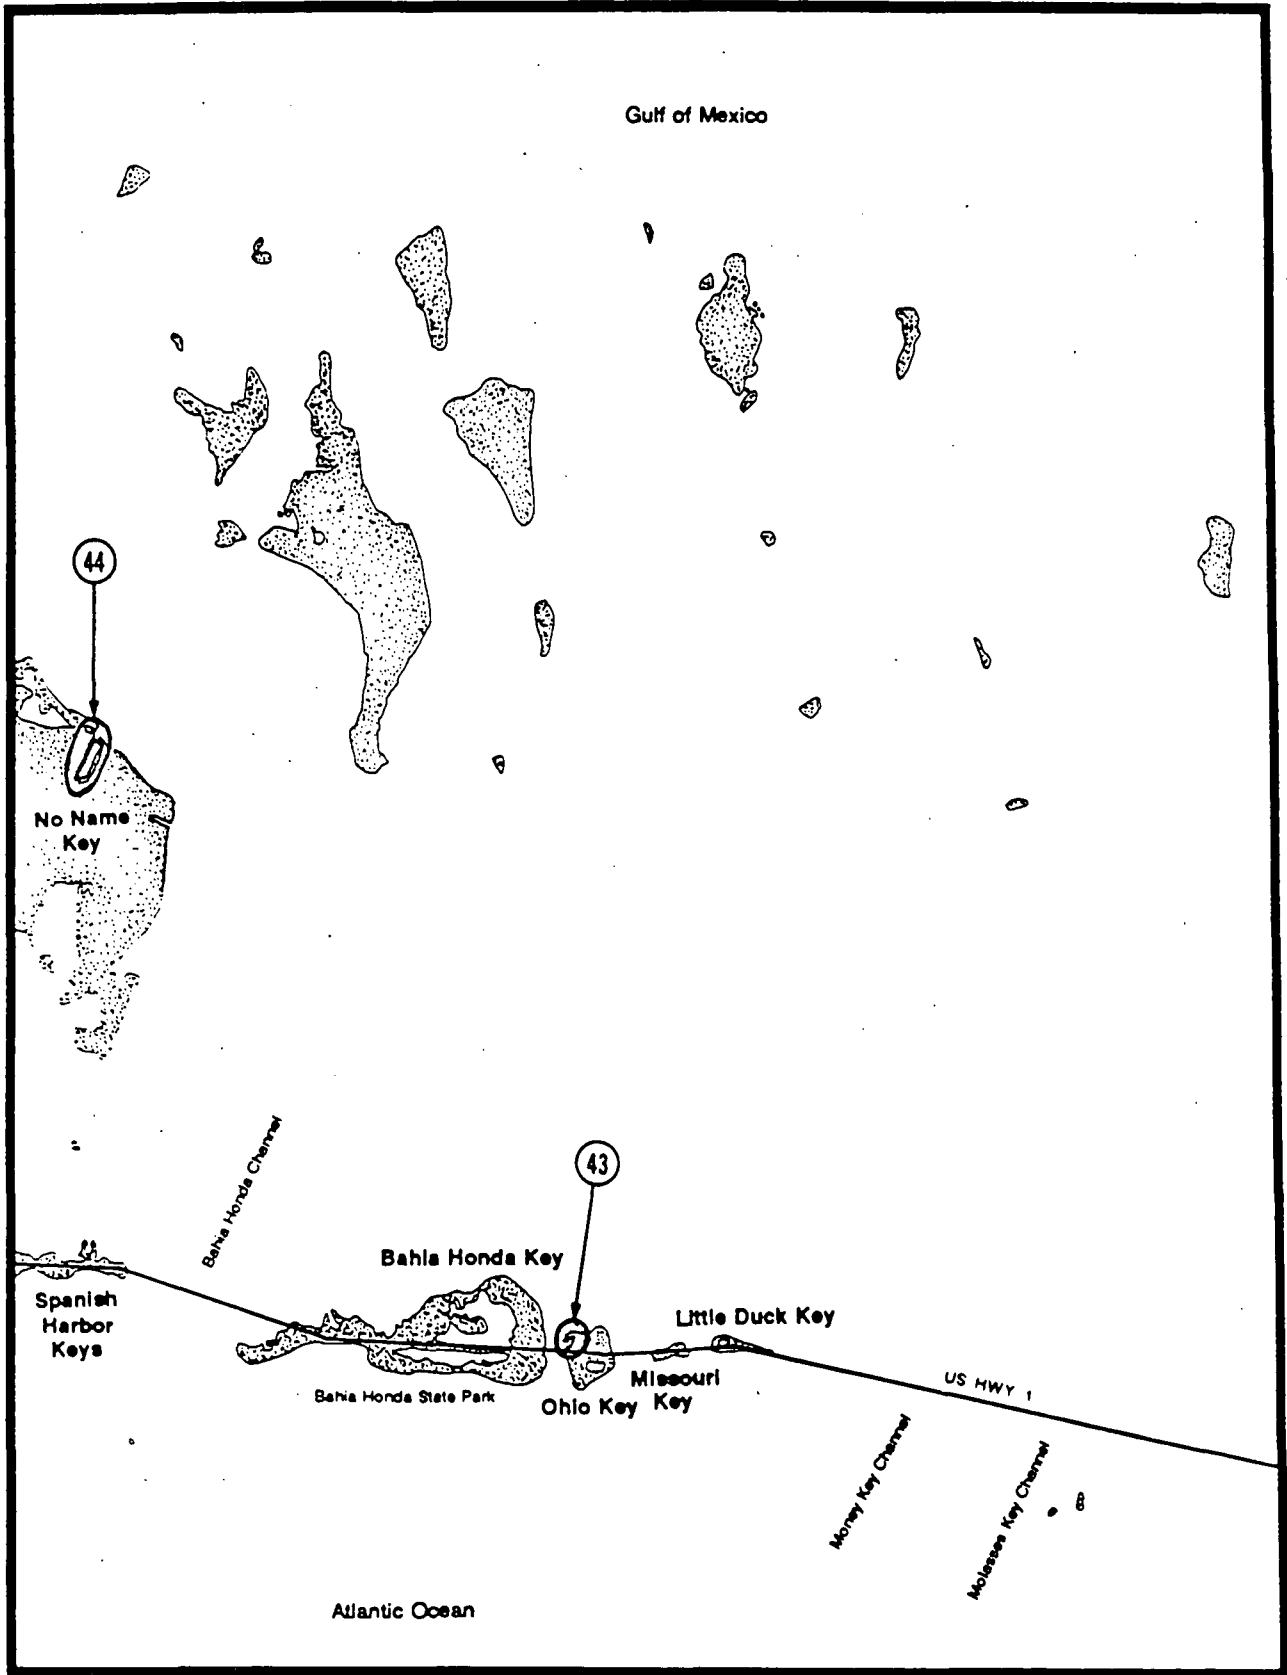 Gulf of Mexico
44
No Name
Key
Bahia Honda Channel
43
Bahia Honda Key
Spanish
Harbor
Keys
Little Duck Key
Bahia Honda State Park
Missouri
Key
Ohio Key
US HWY 1
Money Key Channel
Molasses Key Channel
Atlantic Ocean